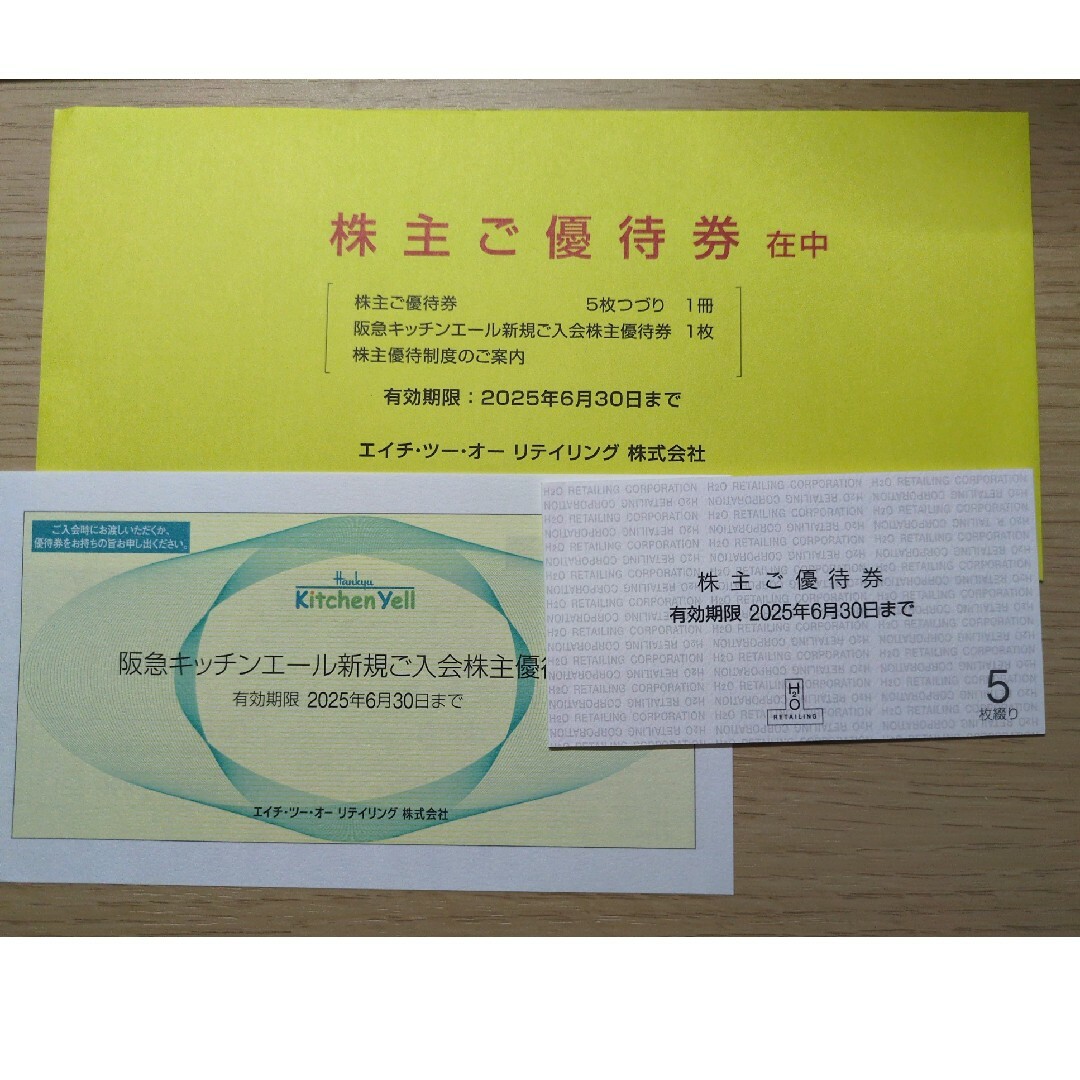 株主ご優待券 在中
株主ご優待券 5枚つづり 1冊
阪急キッチンエール新規ご入会株主優待券 1枚
株主優待制度のご案内
有効期限:2025年6月30日まで
エイチ・ツー・オー リテイリング 株式会社
ご入会時にお渡しいただくか、
優待券をお持ちの旨お申し出ください。
Hankyu
Kitchen Yell
阪急キッチンエール新規ご入会株主優
有効期限 2025年6月30日まで
エイチ・ツー・オー リテイリング 株式会社
H2O RETAILING CORPORATION H2O RETAILING CORPORATION H2O RETAILING CORPORATION
株主ご優待券
有効期限 2025年6月30日まで
H2O
RETAILING
5
枚綴り